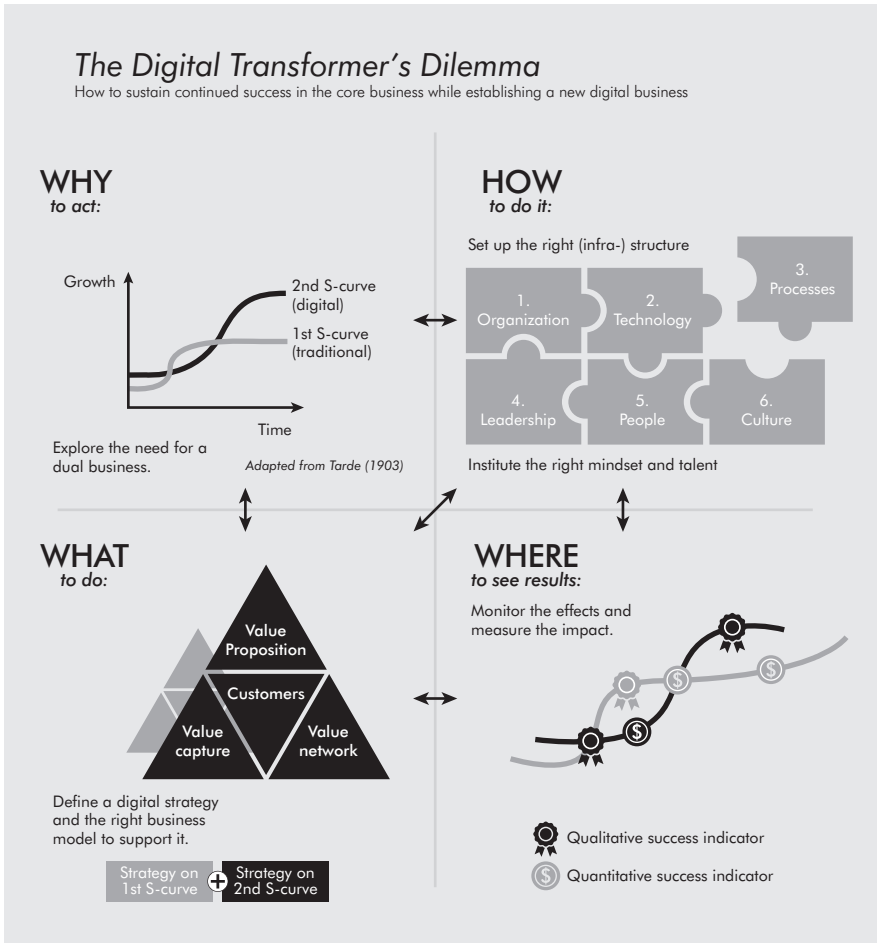 The Digital Transformer's Dilemma
How to sustain continued success in the core business while establishing a new digital business
WHY
to act:
Growth
2nd S-curve
(digital)
1st S-curve
(traditional)
Time
Explore the need for a
dual business.
Adapted from Tarde (1903)
HOW
to do it:
Set up the right (infra-) structure
1.
Organization
2.
Technology
3.
Processes
4.
Leadership
5.
People
6.
Culture
Institute the right mindset and talent
WHAT
to do:
Value
Proposition
Customers
Value
capture
Value
network
Define a digital strategy
and the right business
model to support it.
Strategy on
1st S-curve
+
Strategy on
2nd S-curve
WHERE
to see results:
Monitor the effects and
measure the impact.
$
$
$
Qualitative success indicator
$
Quantitative success indicator